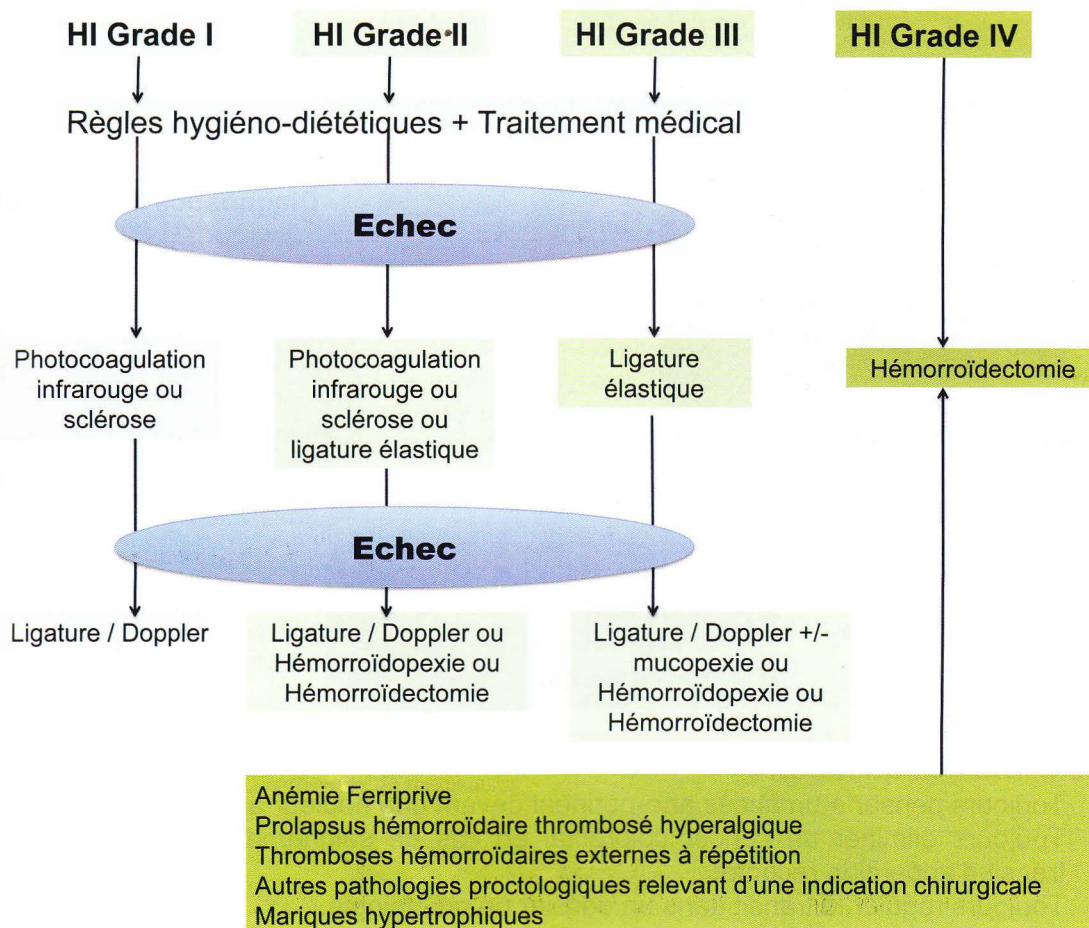 HI Grade I
HI Grade II
HI Grade III
HI Grade IV
Règles hygiéno-diététiques + Traitement médical
Echec
Photocoagulation
infrarouge ou
sclérose
Photocoagulation
infrarouge ou
sclérose ou
ligature élastique
Ligature
élastique
Hémorroïdectomie
Echec
Ligature / Doppler
Ligature / Doppler ou
Hémorroïdopexie ou
Hémorroïdectomie
Ligature / Doppler +/-
mucopexie ou
Hémorroïdopexie ou
Hémorroïdectomie
Anémie Ferriprive
Prolapsus hémorroïdaire thrombosé hyperalgique
Thromboses hémorroïdaires externes à répétition
Autres pathologies proctologiques relevant d'une indication chirurgicale
Mariques hypertrophiques